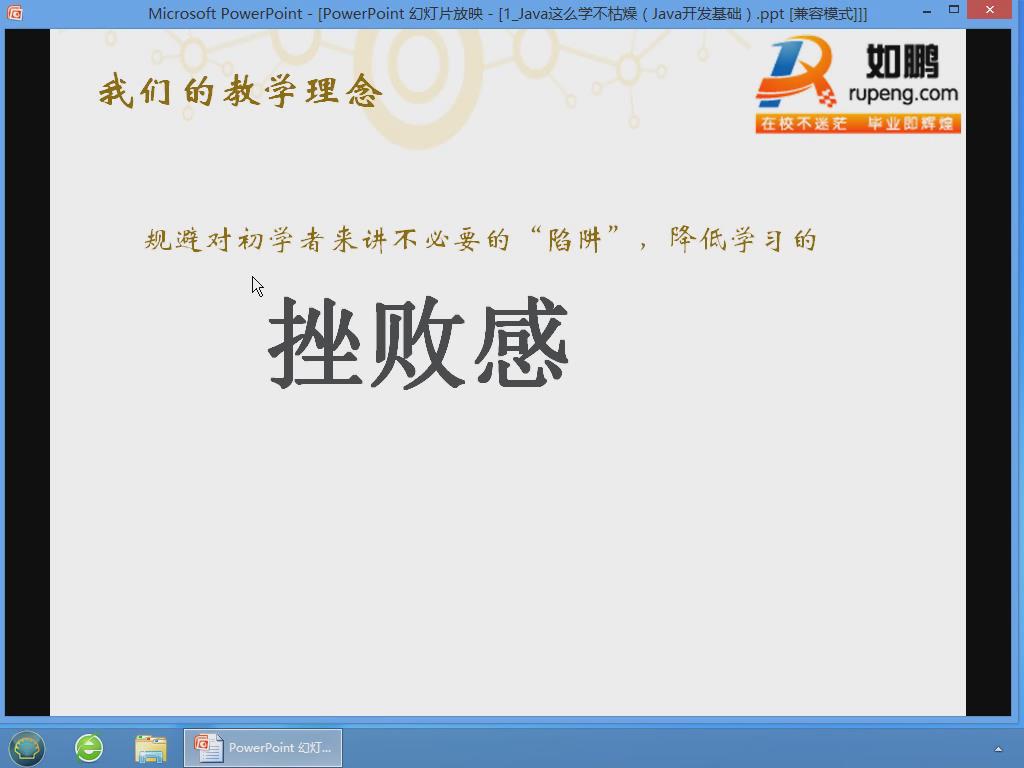 Microsoft PowerPoint - [PowerPoint 幻灯片放映 - [1_Java这么学不枯燥（Java开发基础）.ppt [兼容模式]]]
我们的教学理念
如鹏
rupeng.com
在校不迷茫 毕业即辉煌
规避对初学者来讲不必要的“陷阱”，降低学习的
挫败感
PowerPoint 幻灯...